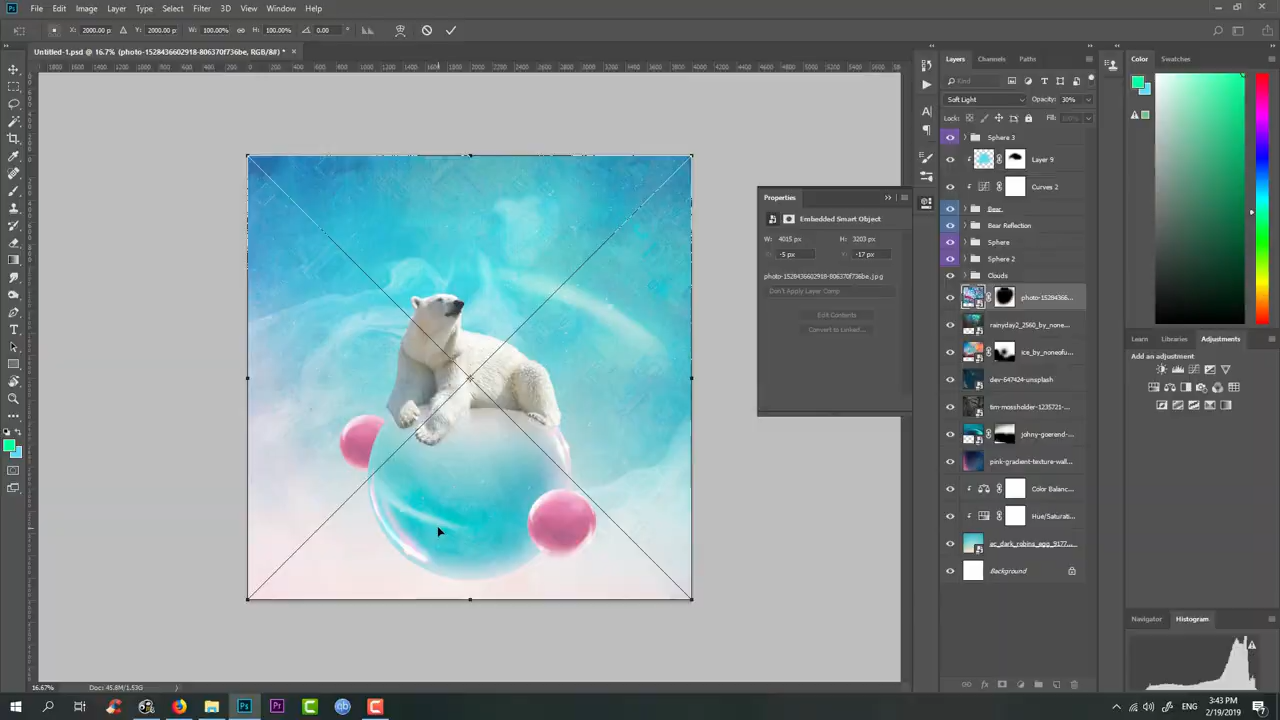 File Edit Image Layer Type Select Filter 3D View Window Help
X: 2000.00 p Y: 2000.00 p W: 100.00% H: 100.00% 0.00 °
Untitled-1.psd @ 16.7% (photo-1528436602918-806370f736be, RGB/8#) * ×
Layers Channels Paths
Kind
Soft Light Opacity: 30%
Lock: Fill:
Sphere 3
Layer 9
Curves 2
Bear
Bear Reflection
Sphere
Sphere 2
Clouds
photo-15284366...
rainyday2_2560_by_none...
ice_by_noneofu...
dev-647424-unsplash
tim-mossholder-1235721-...
johny-goerend-...
pink-gradient-texture-wall...
Color Balanc...
Hue/Saturati...
ac_dark_robins_egg_9177...
Background
Properties
Embedded Smart Object
W: 4015 px H: 3203 px
-5 px -17 px
photo-1528436602918-806370f736be.jpg
Don't Apply Layer Comp
Edit Contents
Convert to Linked...
Color Swatches
Learn Libraries Adjustments
Add an adjustment
Navigator Histogram
16.67% Doc: 45.8M/1.53G
ENG 3:43 PM
2/19/2019